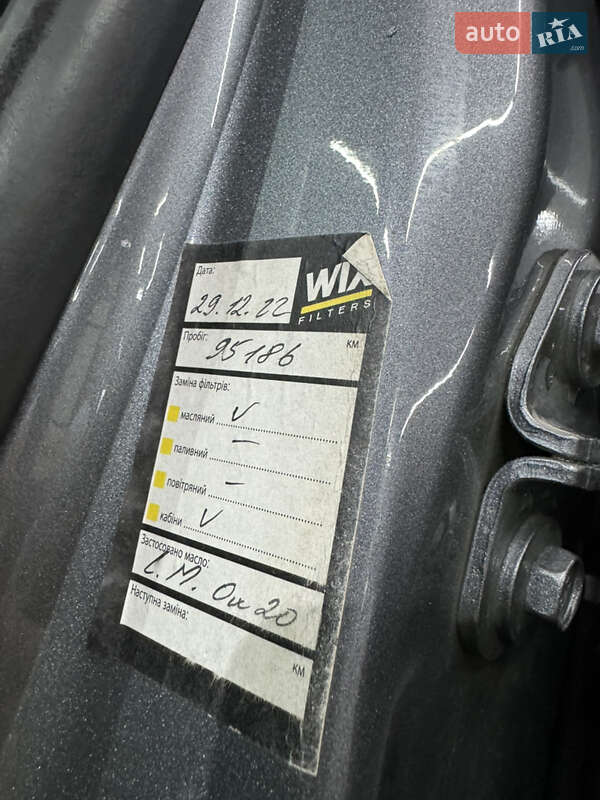 auto RIA
.com
WIX
FILTERS
Дата:
29.12.22
Пробіг:
95186 км
Заміна фільтрів:
масляний ✓
паливний –
повітряний –
кабіни ✓
Застосовано масло:
L.M. 0w20
Наступна заміна:
км